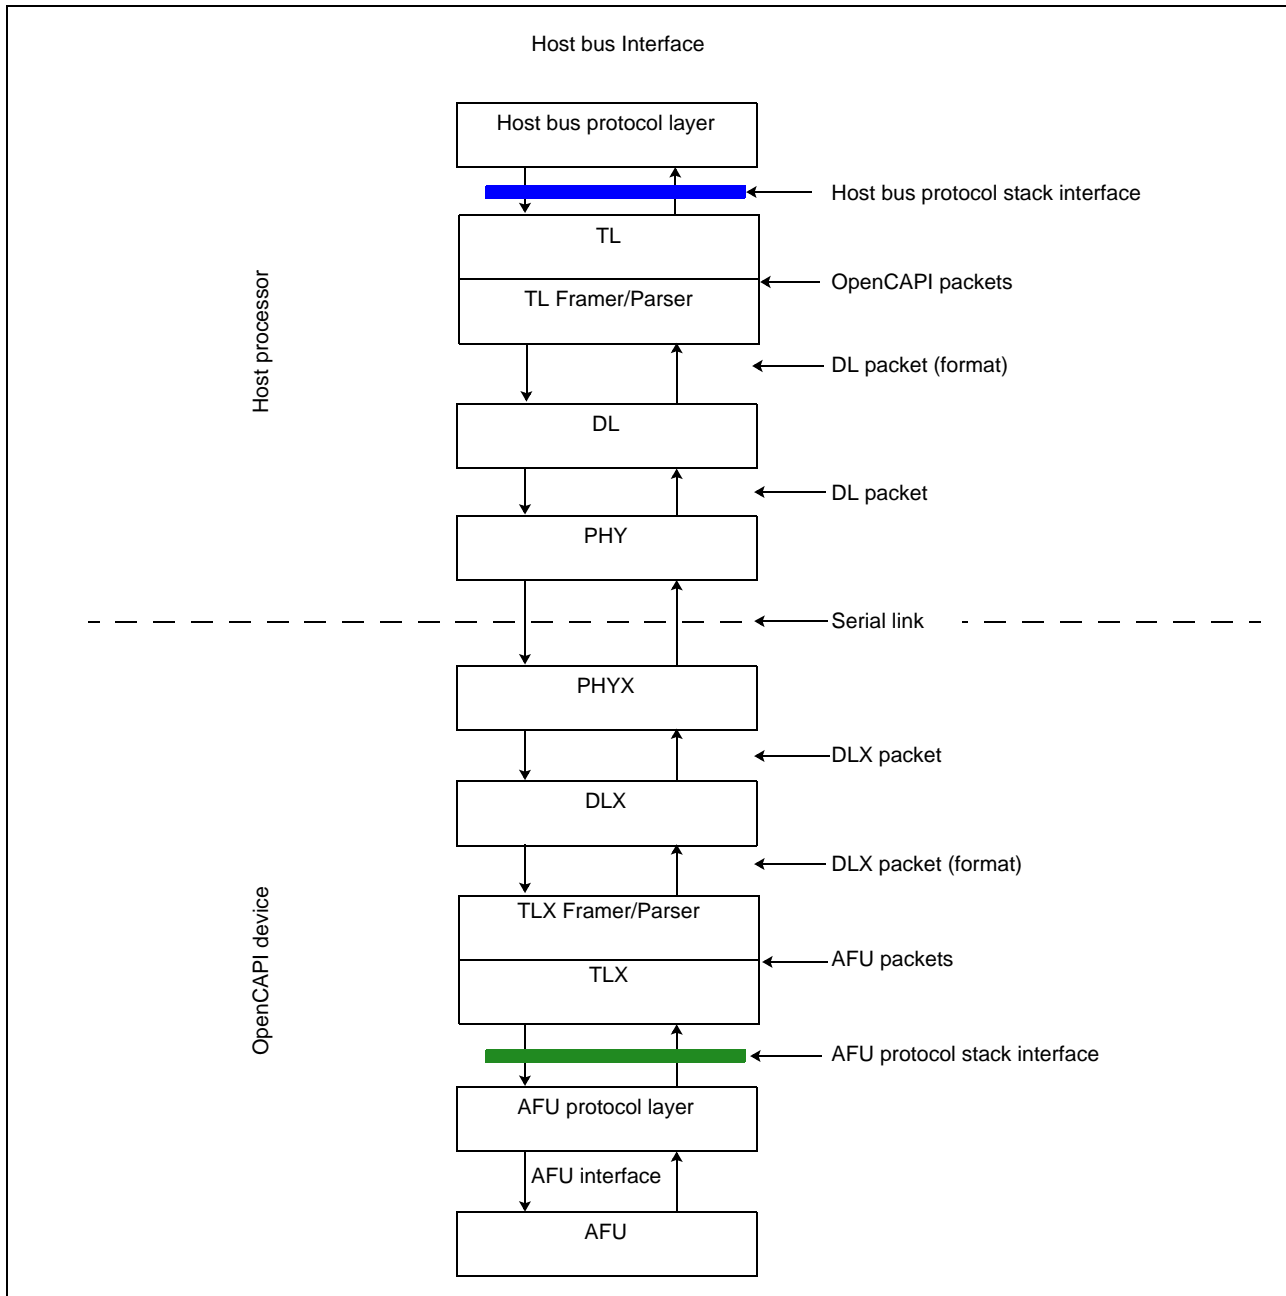 Host bus Interface
Host bus protocol layer
Host bus protocol stack interface
TL
OpenCAPI packets
TL Framer/Parser
Host processor
DL packet (format)
DL
DL packet
PHY
Serial link
PHYX
DLX packet
DLX
DLX packet (format)
TLX Framer/Parser
OpenCAPI device
AFU packets
TLX
AFU protocol stack interface
AFU protocol layer
AFU interface
AFU